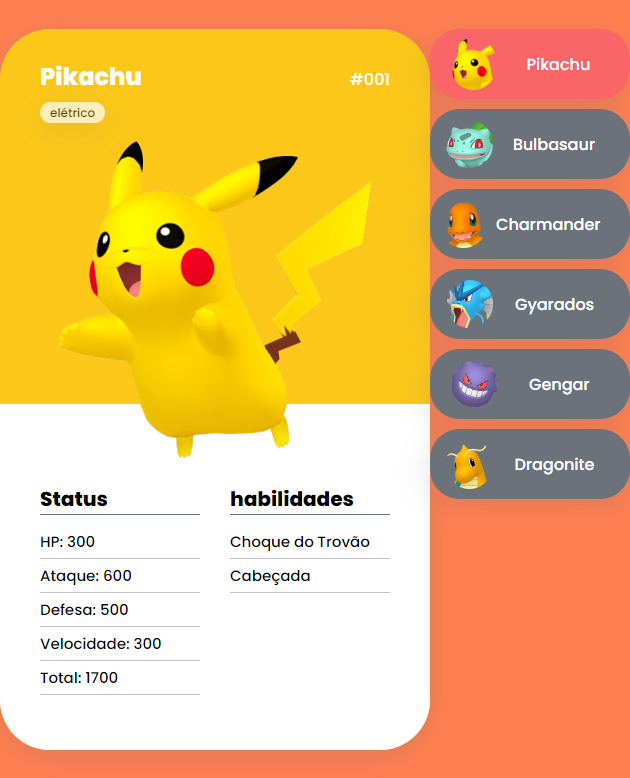 Pikachu
#001
elétrico
Status
HP: 300
Ataque: 600
Defesa: 500
Velocidade: 300
Total: 1700
habilidades
Choque do Trovão
Cabeçada
Pikachu
Bulbasaur
Charmander
Gyarados
Gengar
Dragonite